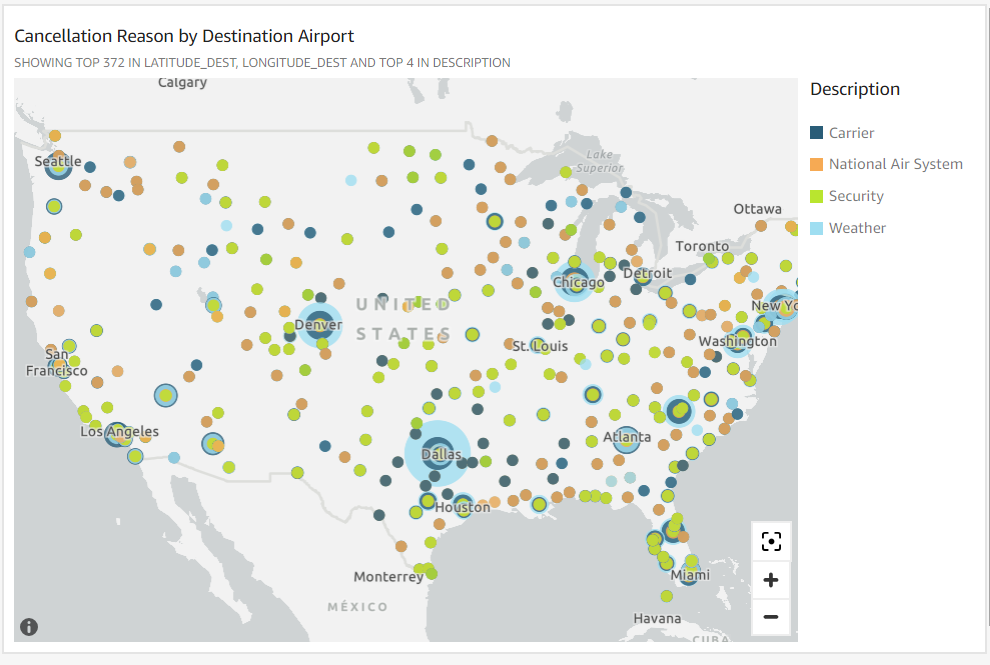 Cancellation Reason by Destination Airport
SHOWING TOP 372 IN LATITUDE_DEST, LONGITUDE_DEST AND TOP 4 IN DESCRIPTION
Calgary
Description
Carrier
National Air System
Security
Weather
Seattle
Lake
Superior
Ottawa
Toronto
Detroit
Chicago
New Yo
UNITED
STATES
Denver
St. Louis
Washington
San
Francisco
Los Angeles
Atlanta
Dallas
Houston
Monterrey
Miami
MÉXICO
Havana
CUBA